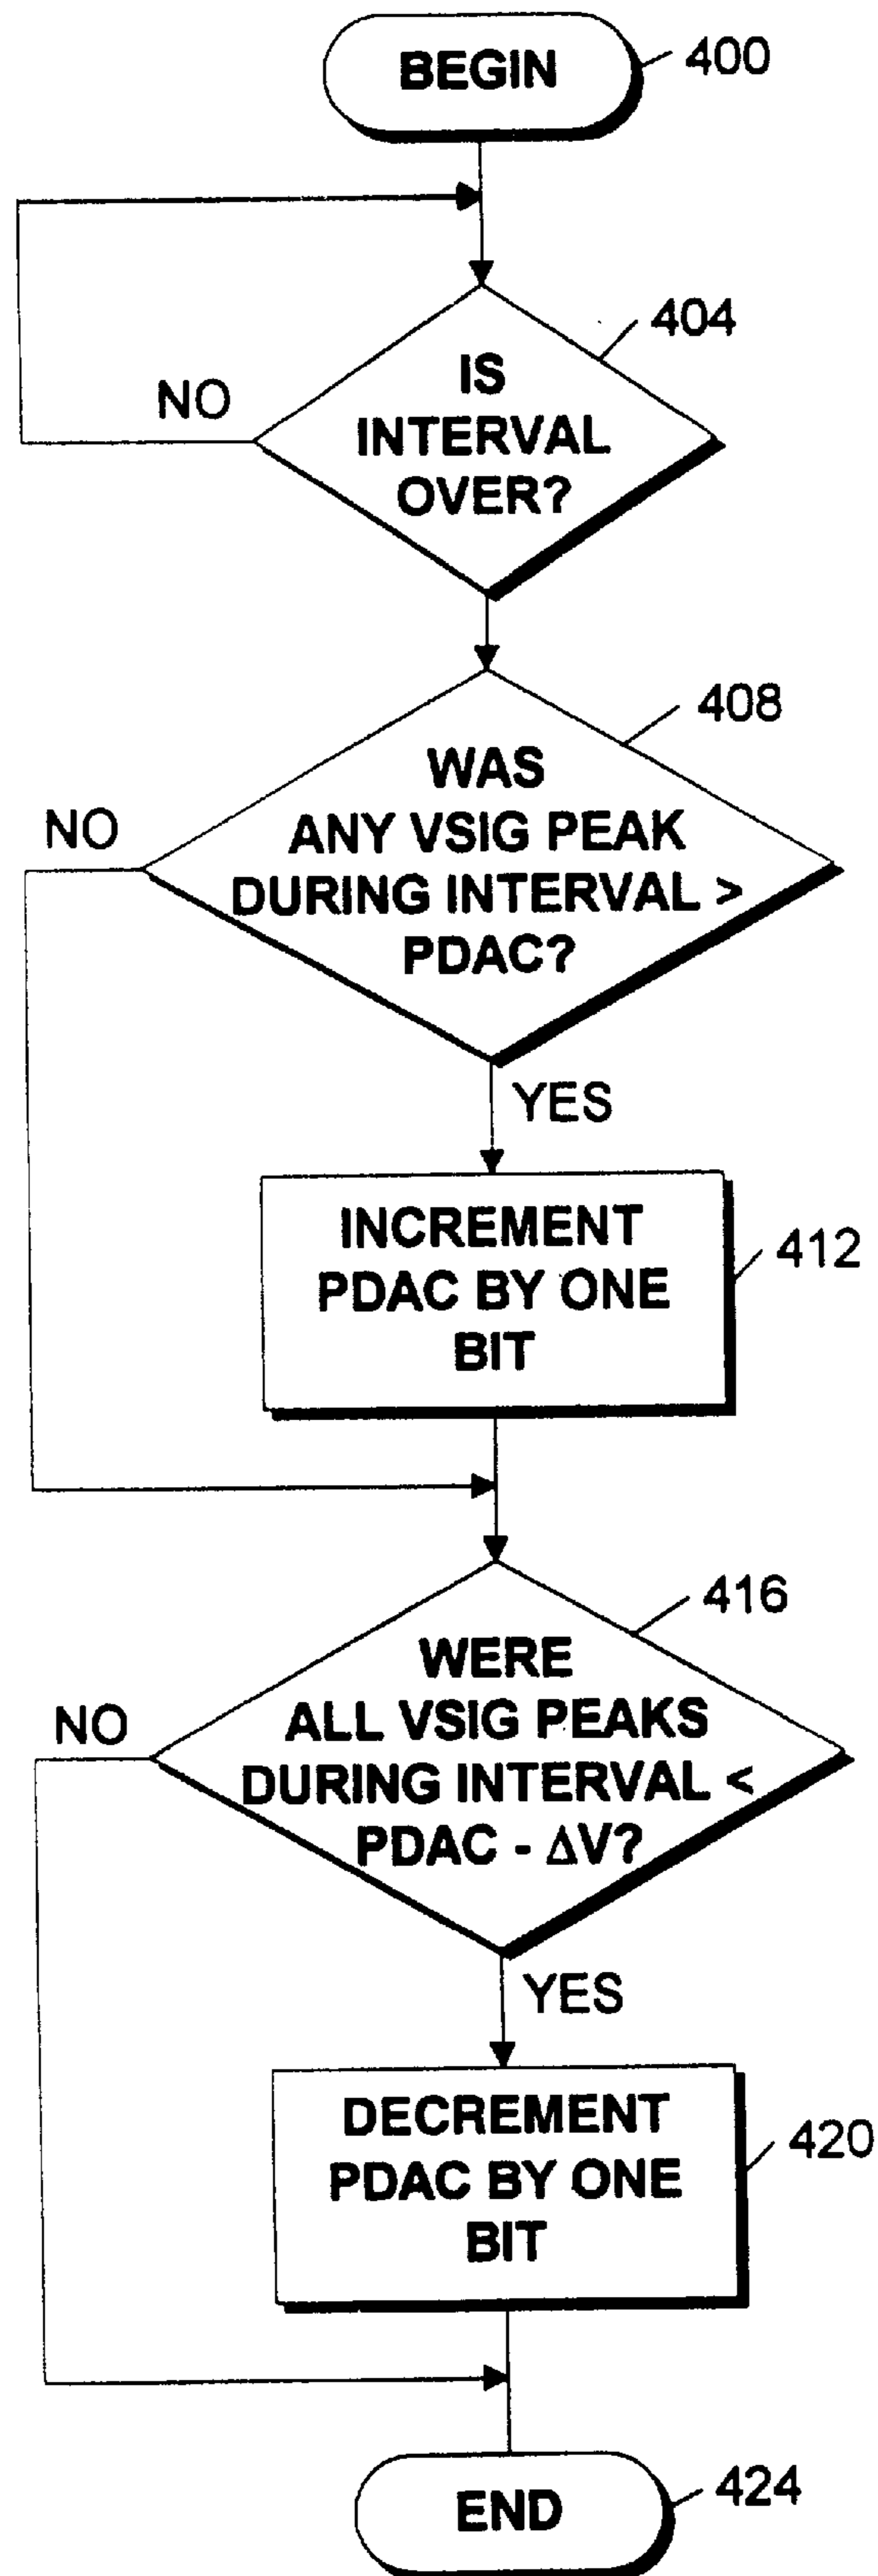 BEGIN
400
404
IS
INTERVAL
OVER?
NO
408
WAS
ANY VSIG PEAK
DURING INTERVAL >
PDAC?
NO
YES
INCREMENT
PDAC BY ONE
BIT
412
416
WERE
ALL VSIG PEAKS
DURING INTERVAL <
PDAC - ΔV?
NO
YES
DECREMENT
PDAC BY ONE
BIT
420
END
424